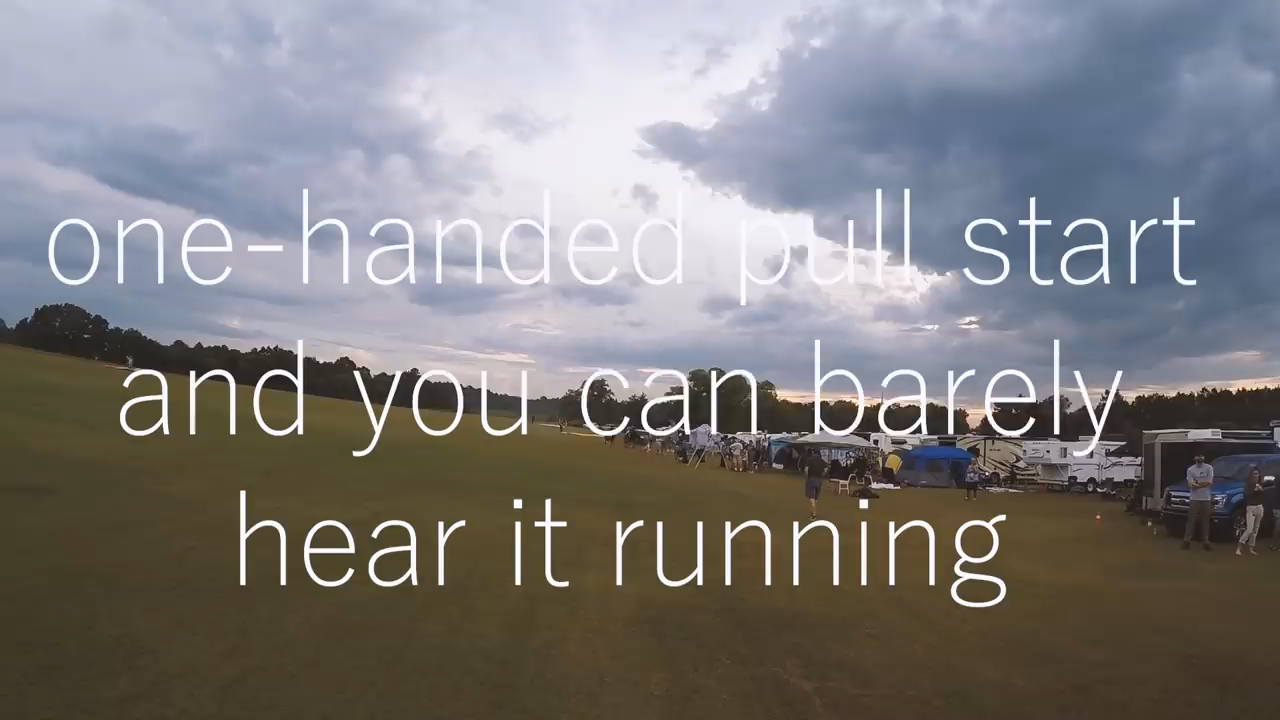 one-handed pull start
and you can barely
hear it running